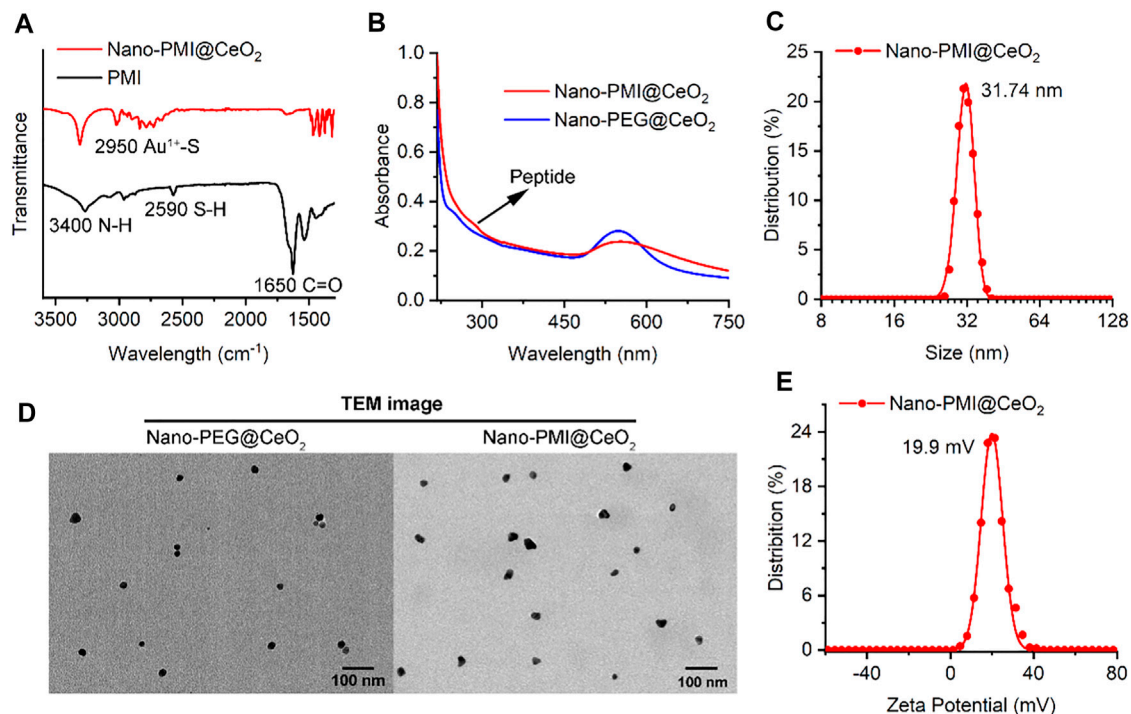 A
Nano-PMI@CeO₂
PMI
2950 Au¹⁺-S
3400 N-H
2590 S-H
1650 C=O
Transmittance
3500 3000 2500 2000 1500
Wavelength (cm⁻¹)
B
Nano-PMI@CeO₂
Nano-PEG@CeO₂
Peptide
Absorbance
1.0
0.8
0.6
0.4
0.2
0.0
300 450 600 750
Wavelength (nm)
C
Nano-PMI@CeO₂
31.74 nm
Distribution (%)
25
20
15
10
5
0
8 16 32 64 128
Size (nm)
D
TEM image
Nano-PEG@CeO₂ Nano-PMI@CeO₂
100 nm 100 nm
E
Nano-PMI@CeO₂
19.9 mV
Distribition (%)
24
18
12
6
0
-40 0 40 80
Zeta Potential (mV)